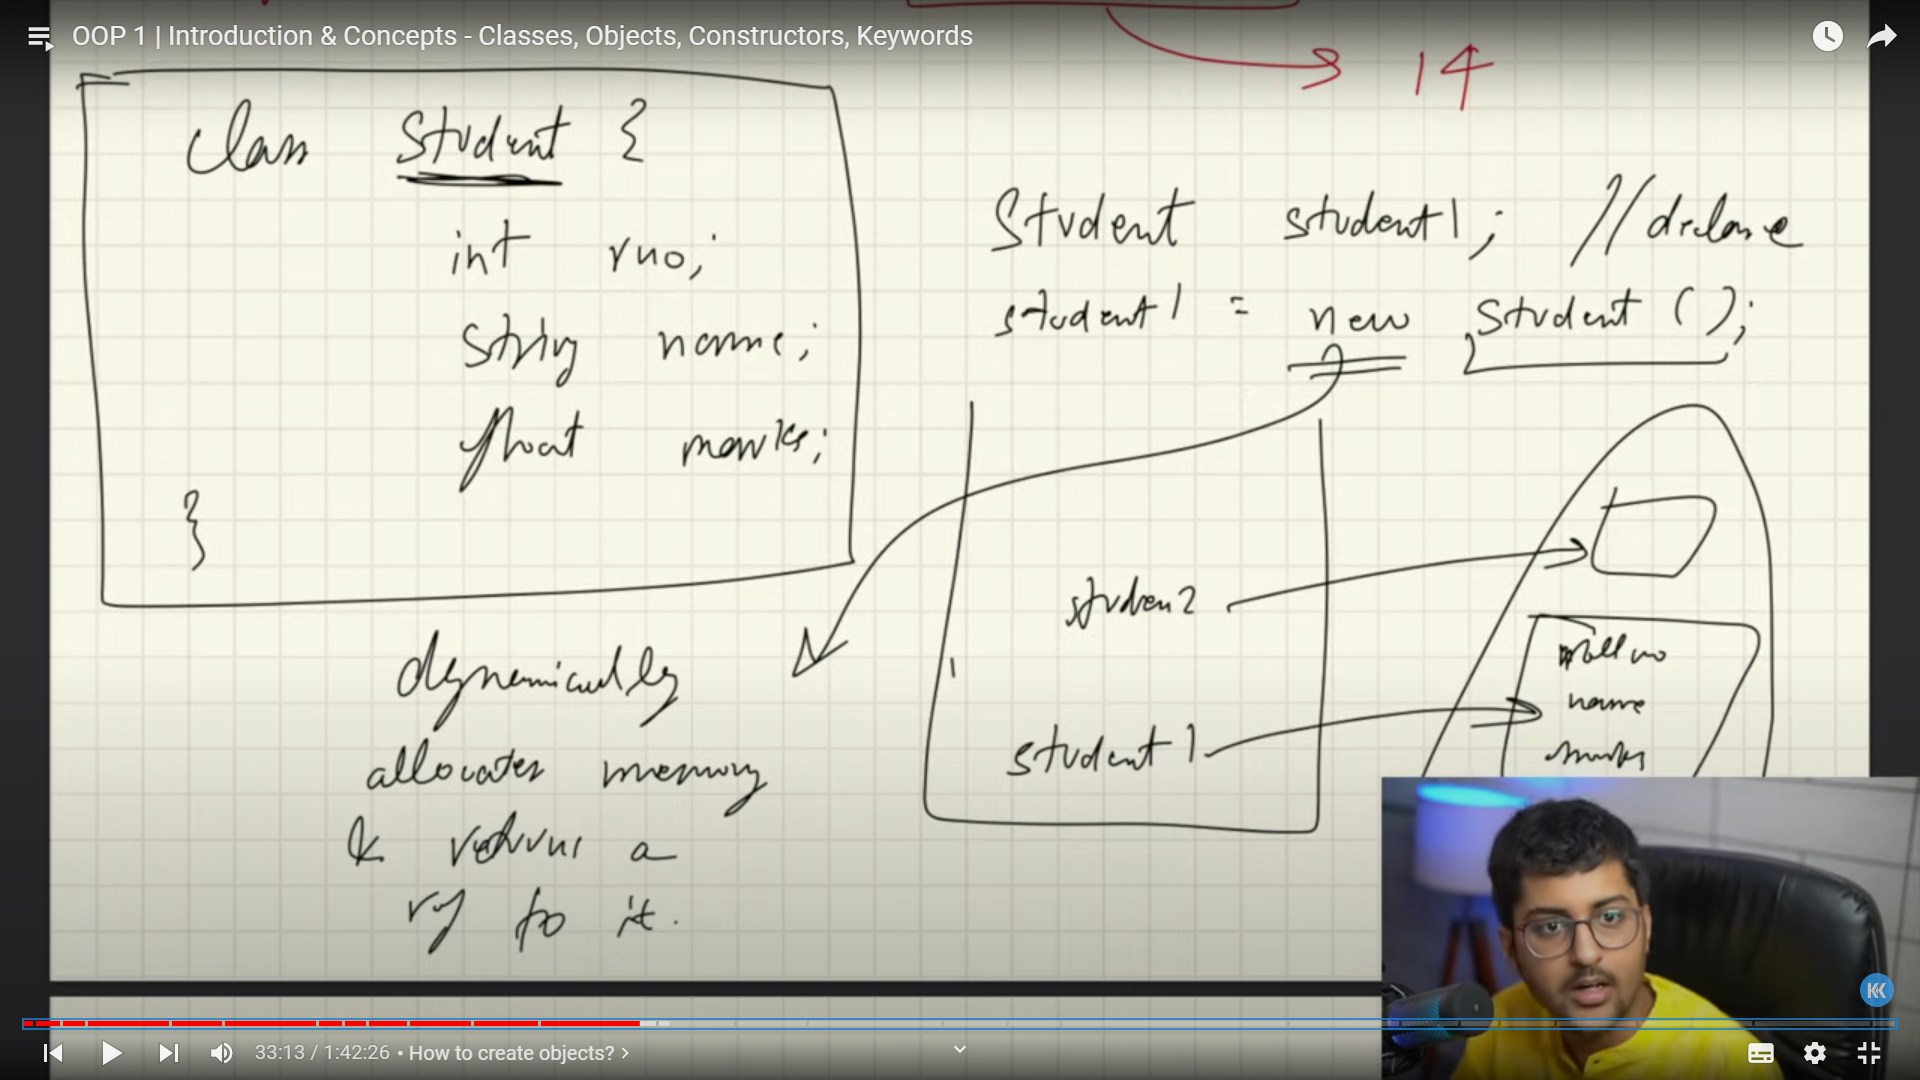 OOP 1 | Introduction & Concepts - Classes, Objects, Constructors, Keywords
14
Class Student {
int rno;
String name;
float marks;
}
Student student1; // declare
student1 = new Student ();
studen2
student1
roll no
name
marks
dynamically
allocates memory
& returns a
ref to it.
KK
33:13 / 1:42:26 • How to create objects? >